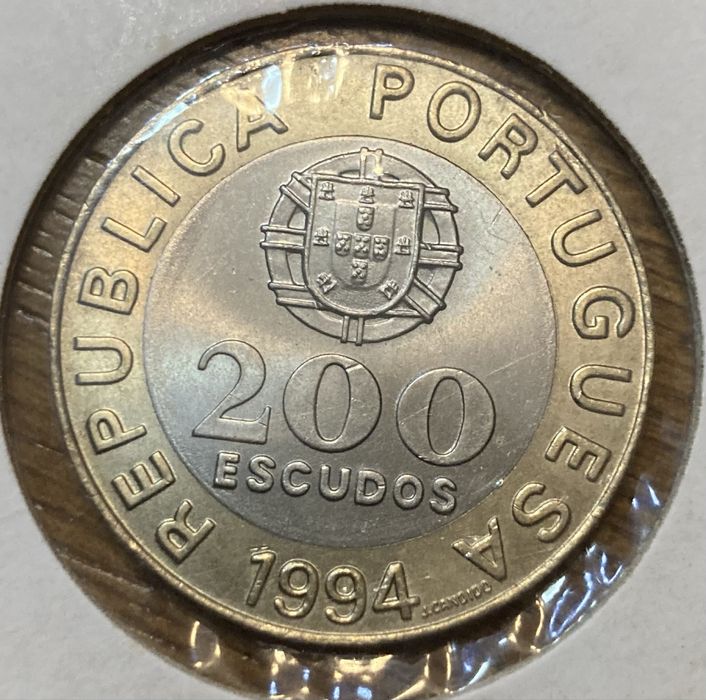 REPUBLICA PORTUGUESA
200
ESCUDOS
1994
J.CANDIDO